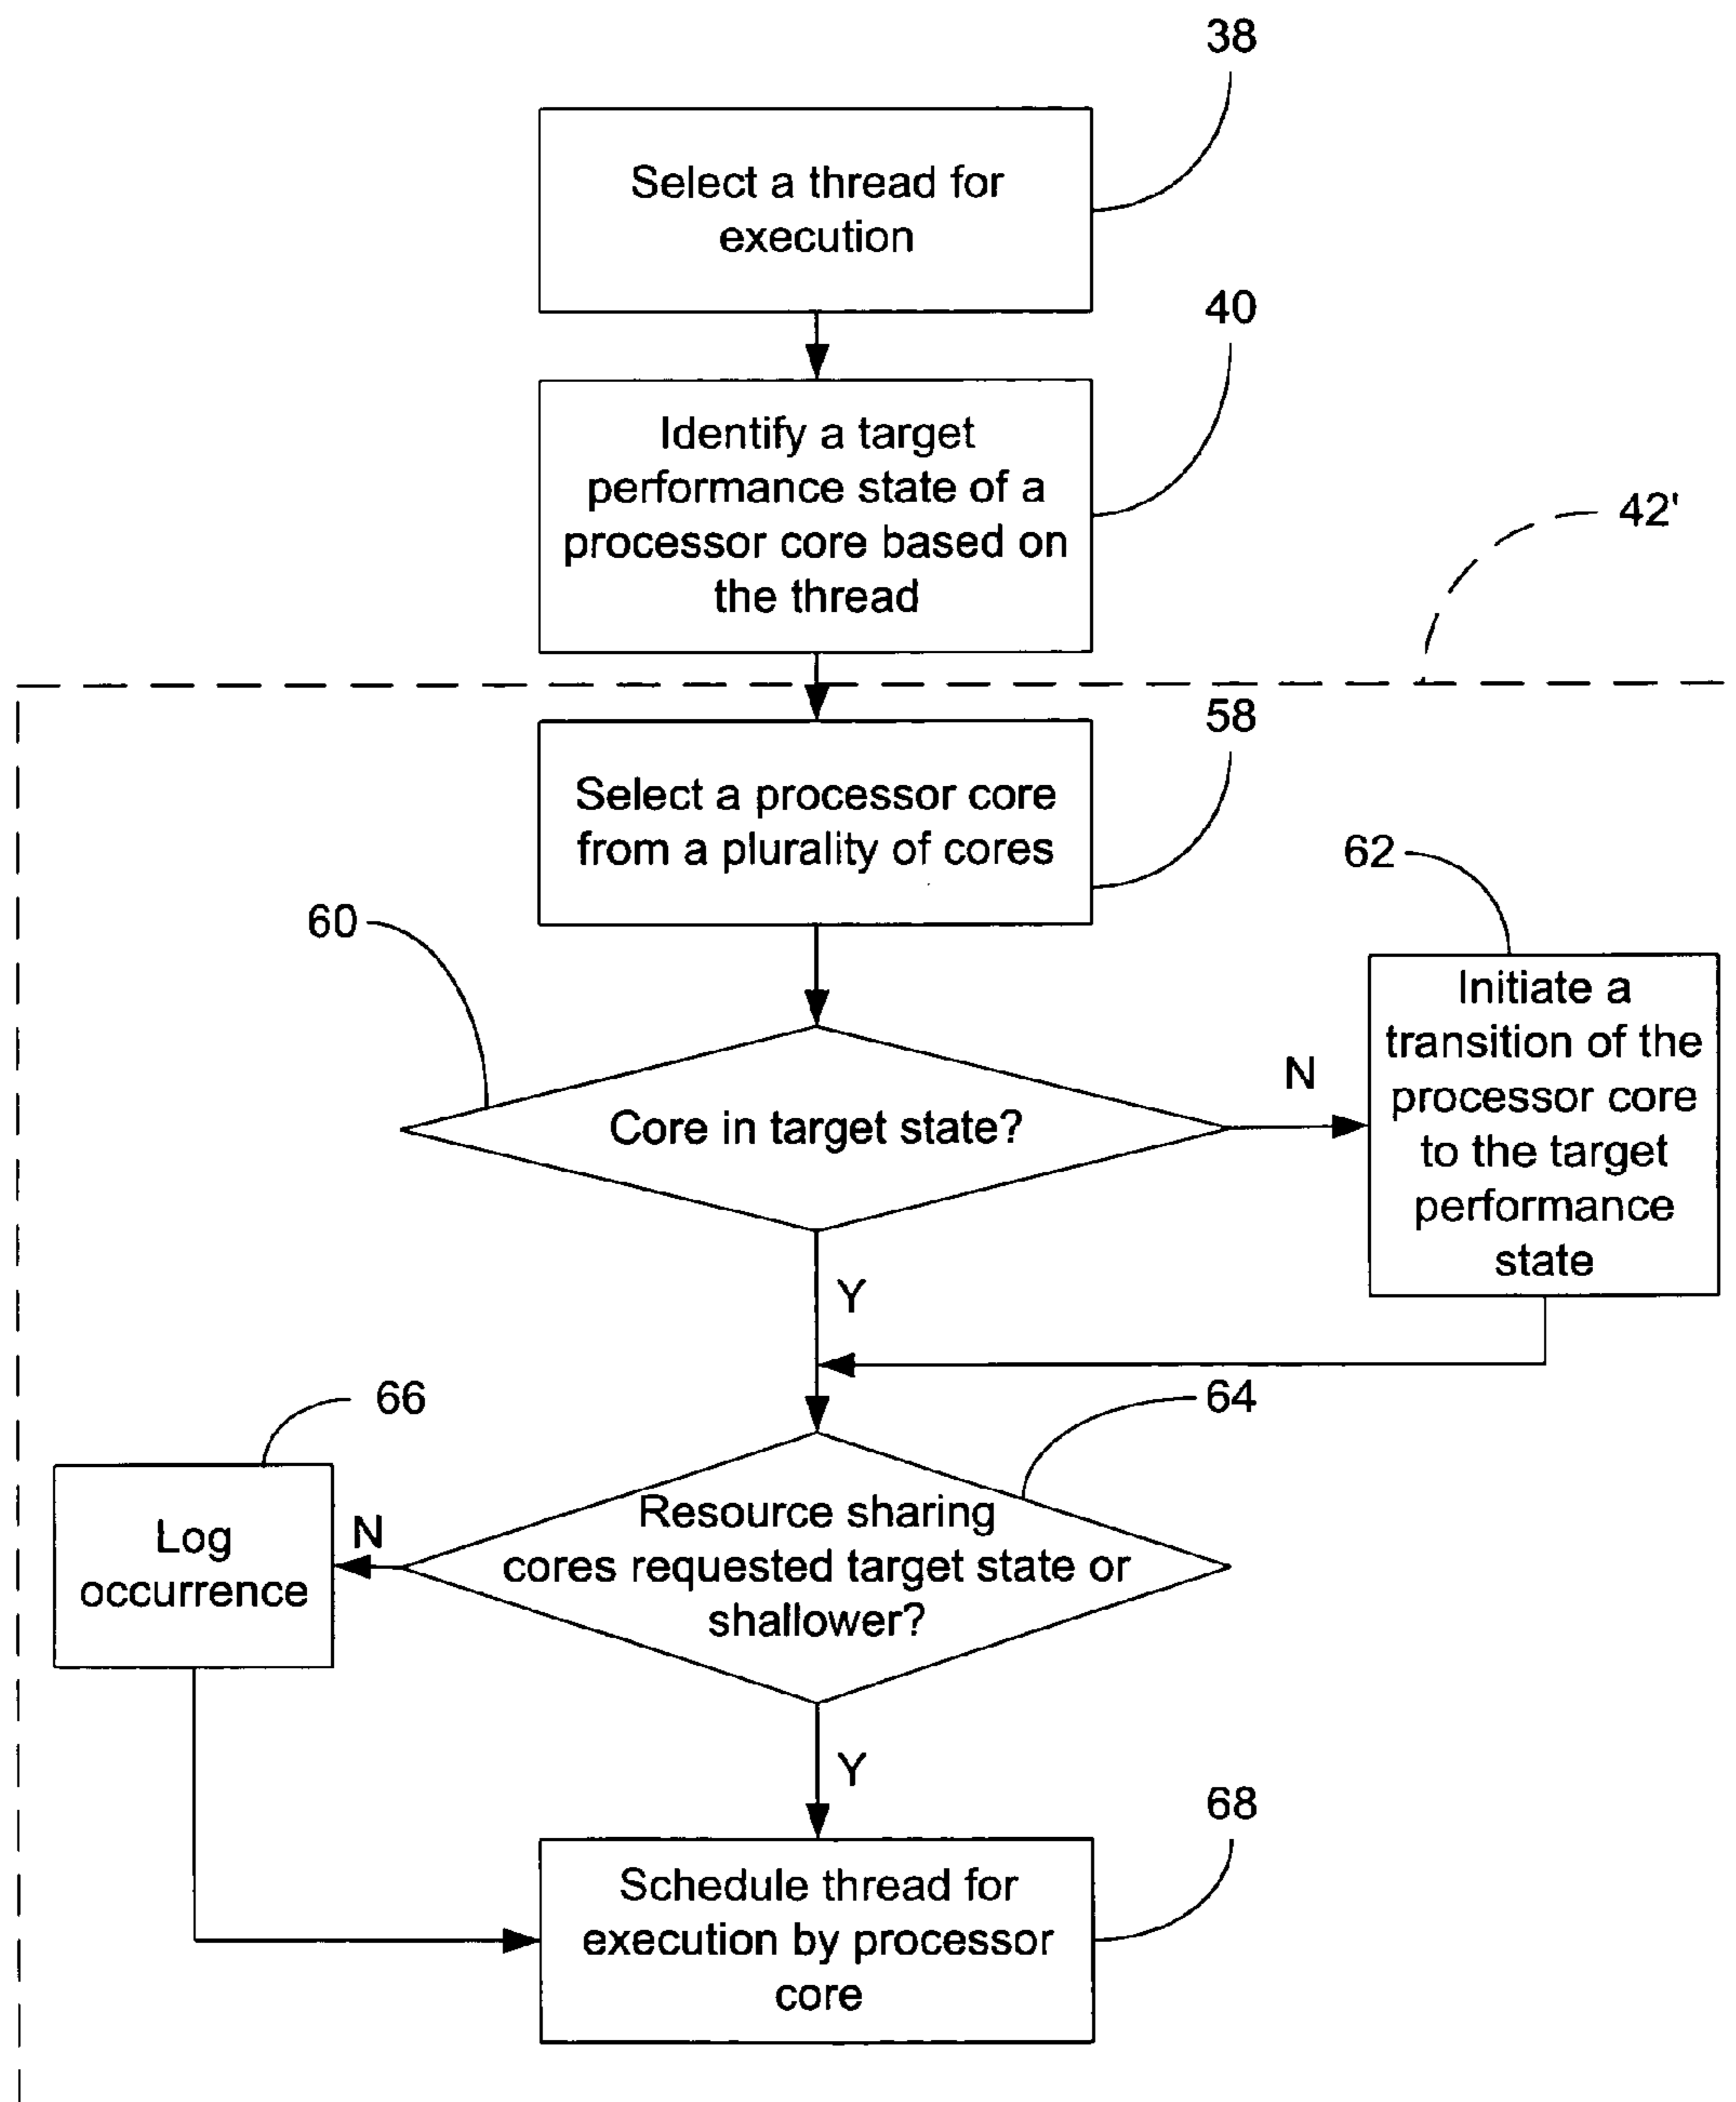 38
Select a thread for
execution
40
Identify a target
performance state of a
processor core based on
the thread
42'
58
Select a processor core
from a plurality of cores
62
60
Initiate a
transition of the
processor core
to the target
performance
state
N
Core in target state?
Y
66
64
Log
occurrence
N
Resource sharing
cores requested target state or
shallower?
Y
68
Schedule thread for
execution by processor
core